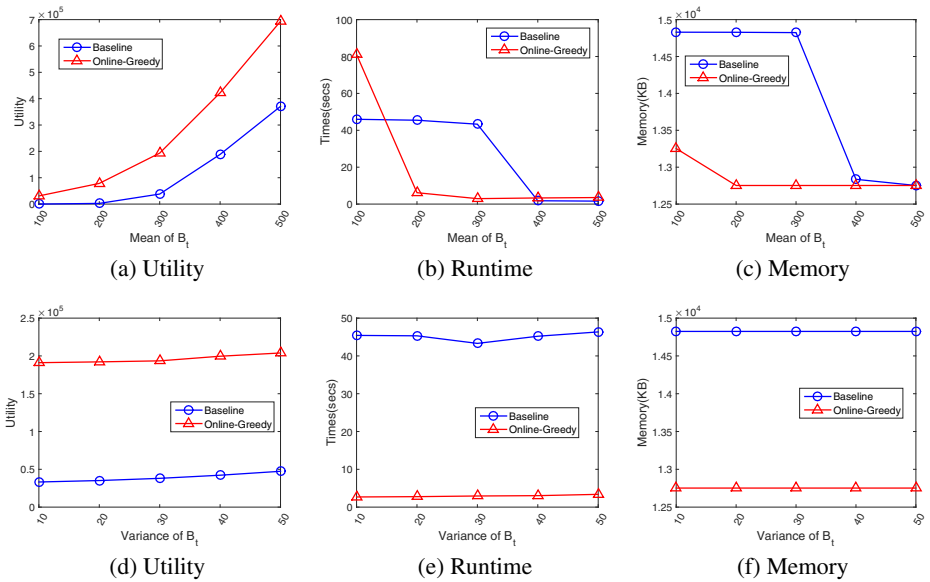 ×10^5
7
6
5
4
3
2
1
0
Utility
Baseline
Online-Greedy
100
200
300
400
500
Mean of B_t
(a) Utility
100
80
60
40
20
0
Times(secs)
Baseline
Online-Greedy
100
200
300
400
500
Mean of B_t
(b) Runtime
×10^4
1.5
1.45
1.4
1.35
1.3
1.25
Memory(KB)
Baseline
Online-Greedy
100
200
300
400
500
Mean of B_t
(c) Memory
×10^5
2.5
2
1.5
1
0.5
0
Utility
Baseline
Online-Greedy
10
20
30
40
50
Variance of B_t
(d) Utility
50
40
30
20
10
0
Times(secs)
Baseline
Online-Greedy
10
20
30
40
50
Variance of B_t
(e) Runtime
×10^4
1.5
1.45
1.4
1.35
1.3
1.25
Memory(KB)
Baseline
Online-Greedy
10
20
30
40
50
Variance of B_t
(f) Memory